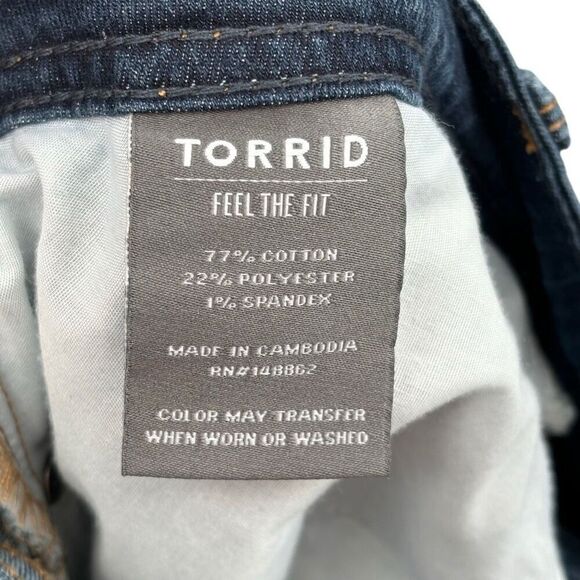 TORRID
FEEL THE FIT
77% COTTON
22% POLYESTER
1% SPANDEX
MADE IN CAMBODIA
RN#148862
COLOR MAY TRANSFER
WHEN WORN OR WASHED